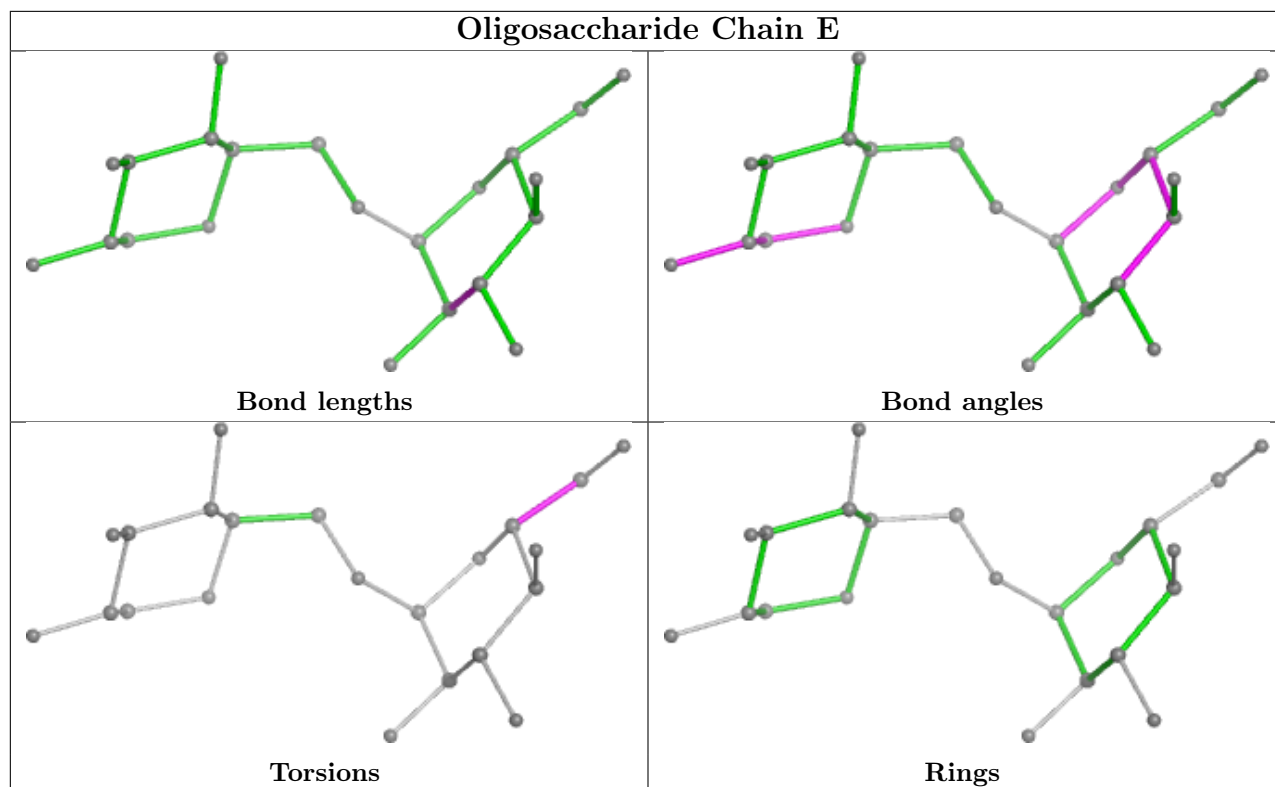 Oligosaccharide Chain E
Bond lengths
Bond angles
Torsions
Rings